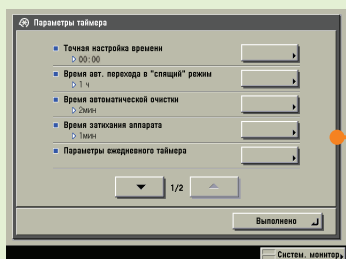 Параметры таймера
Точная настройка времени
00:00
Время авт. перехода в "спящий" режим
1 ч
Время автоматической очистки
2мин
Время затихания аппарата
1мин
Параметры ежедневного таймера
1/2
Выполнено
Систем. монитор